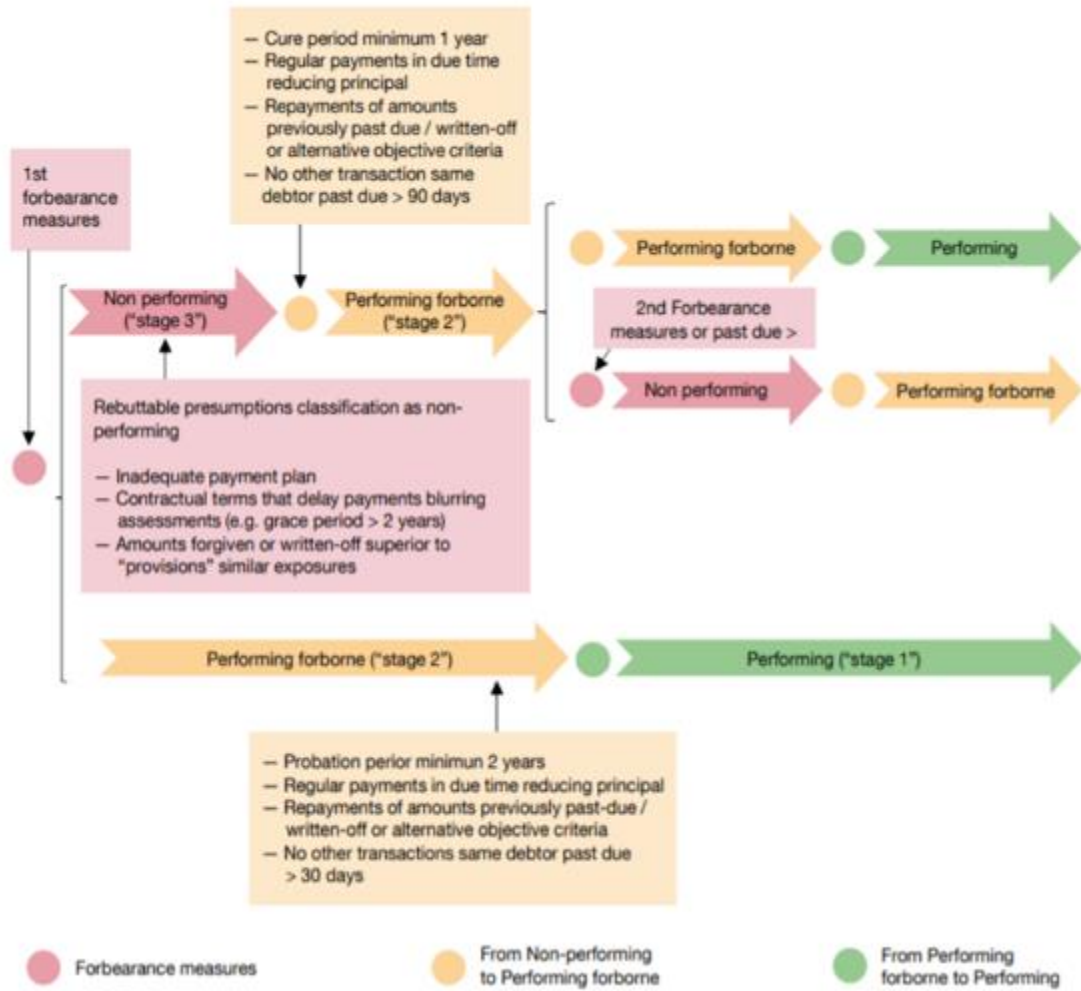 — Cure period minimum 1 year
— Regular payments in due time
reducing principal
— Repayments of amounts
previously past due / written-off
or alternative objective criteria
— No other transaction same
debtor past due > 90 days
1st
forbearance
measures
Performing forborne
Performing
Non performing
("stage 3")
Performing forborne
("stage 2")
2nd Forbearance
measures or past due >
Non performing
Performing forborne
Rebuttable presumptions classification as non-
performing
— Inadequate payment plan
— Contractual terms that delay payments blurring
assessments (e.g. grace period > 2 years)
— Amounts forgiven or written-off superior to
"provisions" similar exposures
Performing forborne ("stage 2")
Performing ("stage 1")
— Probation perior minimun 2 years
— Regular payments in due time reducing principal
— Repayments of amounts previously past-due /
written-off or alternative objective criteria
— No other transactions same debtor past due
> 30 days
Forbearance measures
From Non-performing
to Performing forborne
From Performing
forborne to Performing